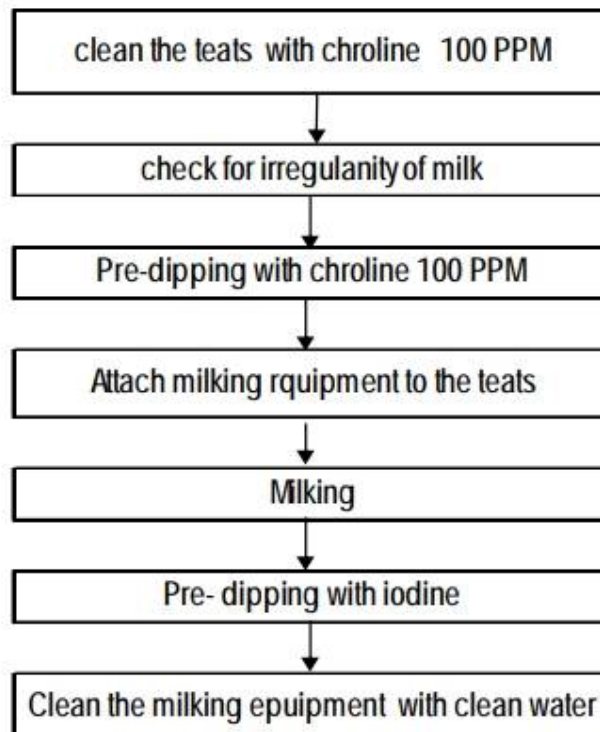 clean the teats with chroline 100 PPM
check for irregulanity of milk
Pre-dipping with chroline 100 PPM
Attach milking rquipment to the teats
Milking
Pre- dipping with iodine
Clean the milking epuipment with clean water